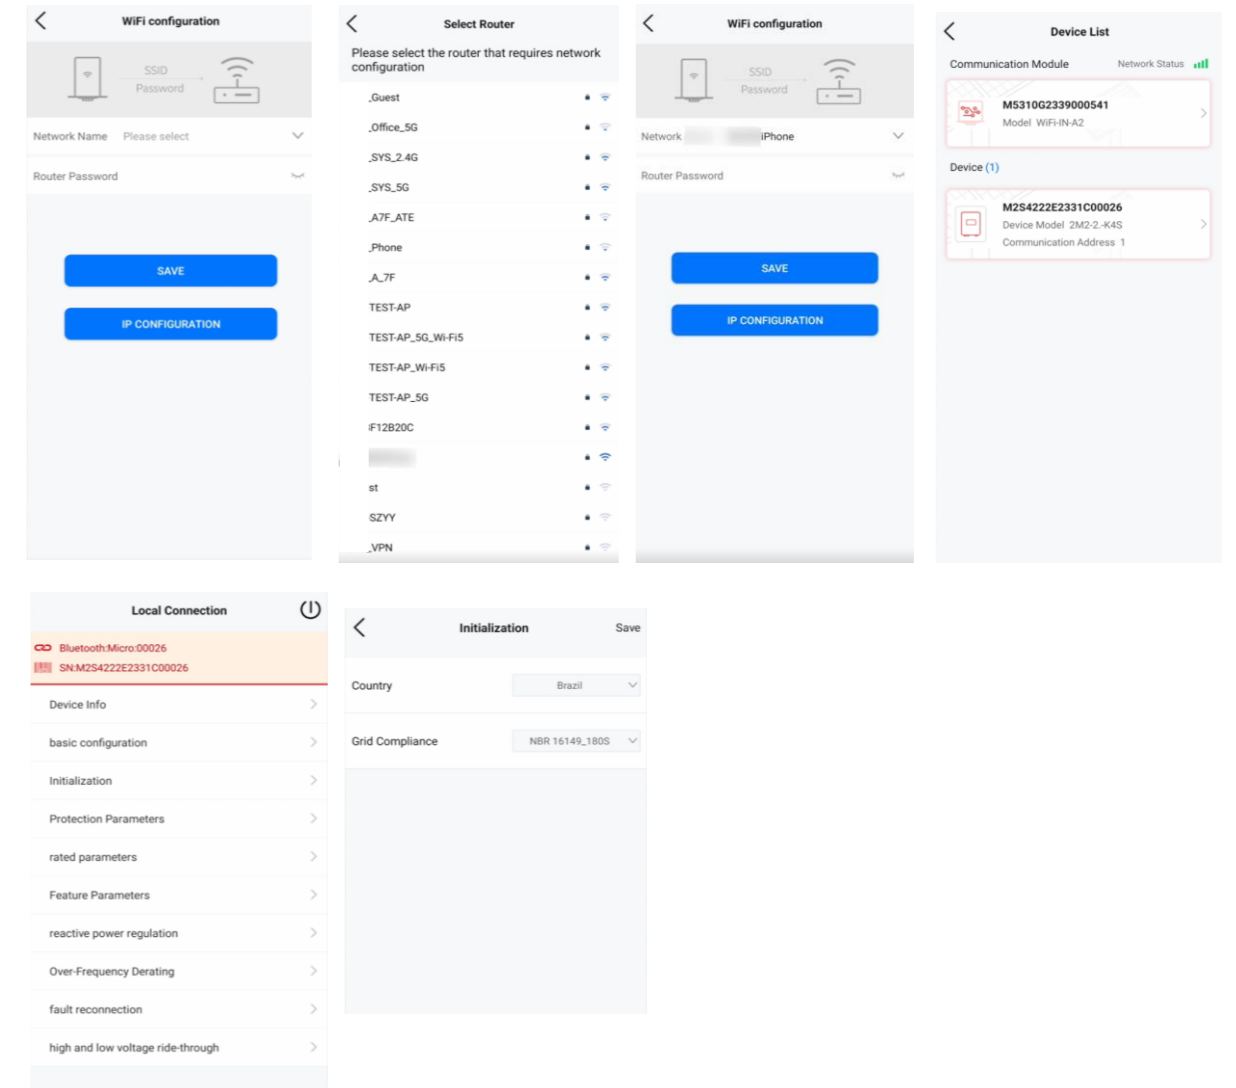 WiFi configuration
SSID
Password
Network Name Please select
Router Password
SAVE
IP CONFIGURATION
Select Router
Please select the router that requires network
configuration
_Guest
_Office_5G
_SYS_2.4G
_SYS_5G
_A7F_ATE
_Phone
_A_7F
TEST-AP
TEST-AP_5G_Wi-Fi5
TEST-AP_Wi-Fi5
TEST-AP_5G
F12B20C
st
SZYY
_VPN
WiFi configuration
SSID
Password
Network iPhone
Router Password
SAVE
IP CONFIGURATION
Device List
Communication Module Network Status
M5310G2339000541
Model WiFi-IN-A2
Device (1)
M2S4222E2331C00026
Device Model 2M2-2.-K4S
Communication Address 1
Local Connection
Bluetooth:Micro:00026
SN:M2S4222E2331C00026
Device Info
basic configuration
Initialization
Protection Parameters
rated parameters
Feature Parameters
reactive power regulation
Over-Frequency Derating
fault reconnection
high and low voltage ride-through
Initialization Save
Country Brazil
Grid Compliance NBR 16149_180S